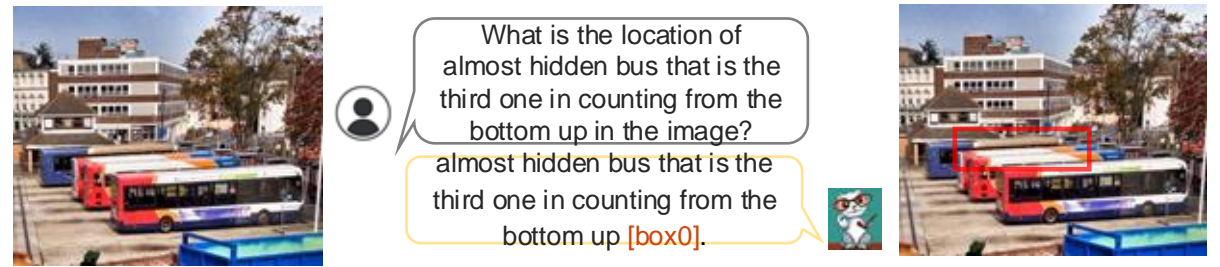 What is the location of
almost hidden bus that is the
third one in counting from the
bottom up in the image?
almost hidden bus that is the
third one in counting from the
bottom up [box0].